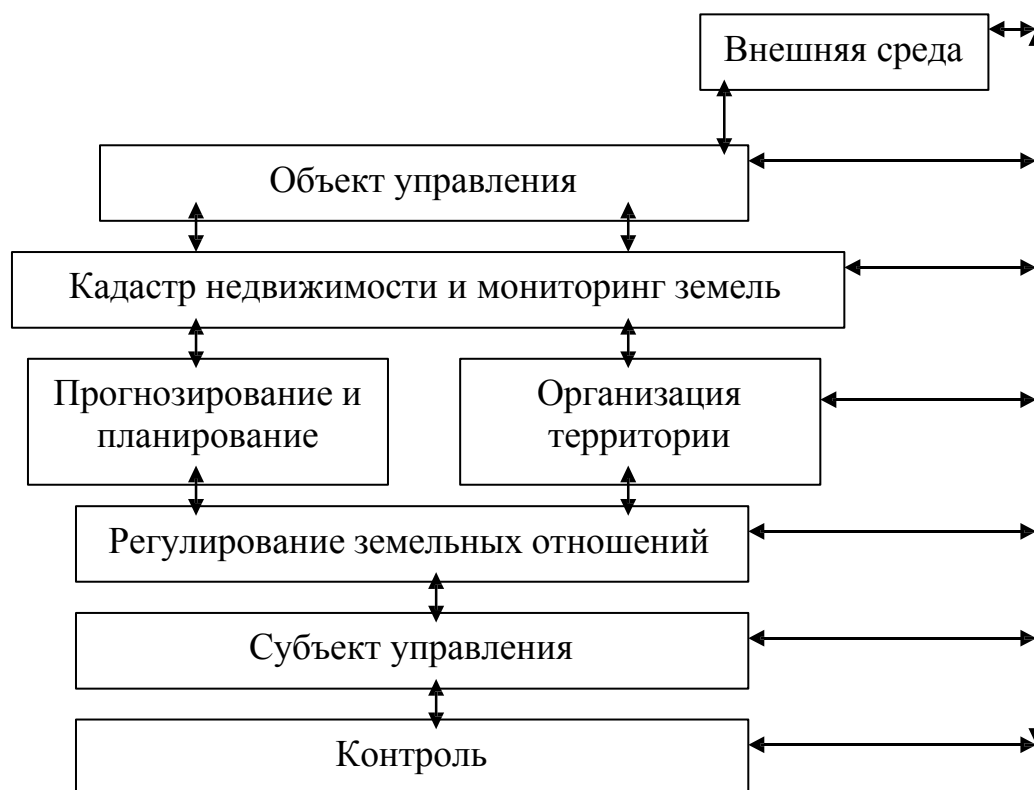 Внешняя среда
Объект управления
Кадастр недвижимости и мониторинг земель
Прогнозирование и
планирование
Организация
территории
Регулирование земельных отношений
Субъект управления
Контроль